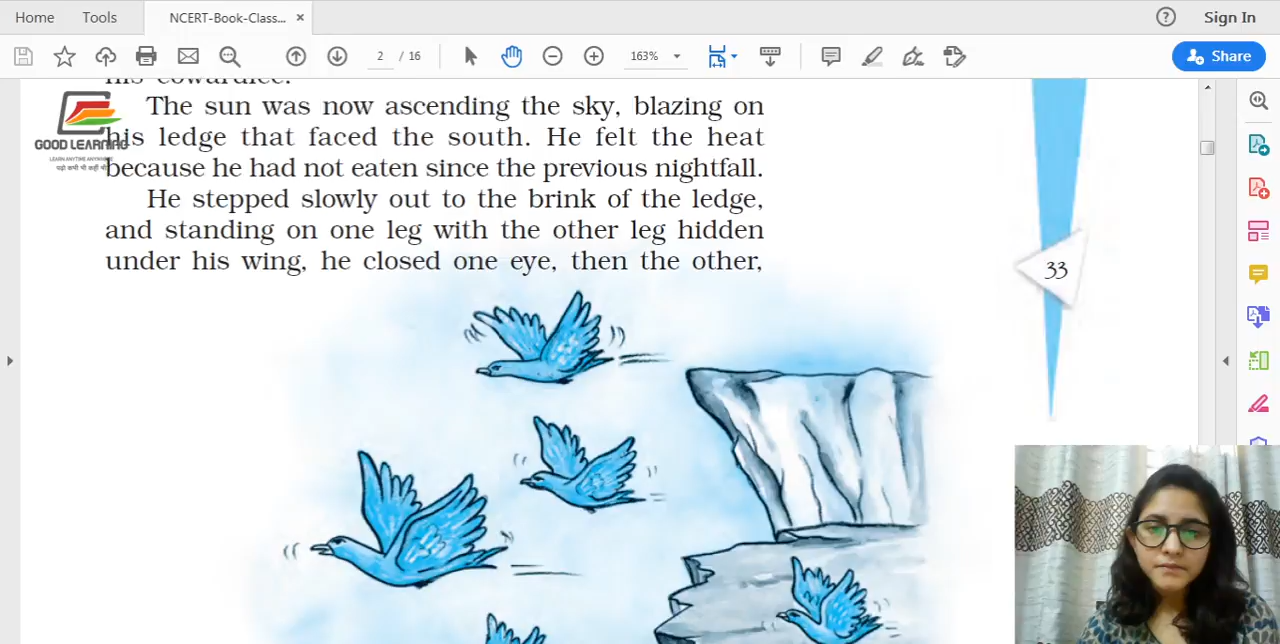 Home
Tools
NCERT-Book-Class...
Sign In
2 / 16
163%
Share
his cowardice.
The sun was now ascending the sky, blazing on
his ledge that faced the south. He felt the heat
because he had not eaten since the previous nightfall.
He stepped slowly out to the brink of the ledge,
and standing on one leg with the other leg hidden
under his wing, he closed one eye, then the other,
GOOD LEARNING
LEARN ANYTIME ANYWHERE
33